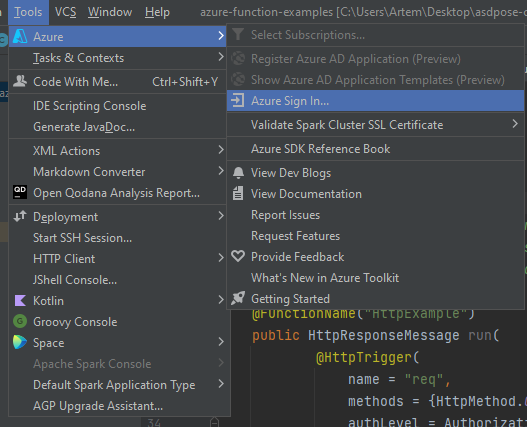 Tools VCS Window Help azure-function-examples [C:\Users\Artem\Desktop\asdpose-
Azure
Tasks & Contexts
Code With Me... Ctrl+Shift+Y
IDE Scripting Console
Generate JavaDoc...
XML Actions
Markdown Converter
QD Open Qodana Analysis Report...
Deployment
Start SSH Session...
HTTP Client
JShell Console...
Kotlin
G Groovy Console
Space
Apache Spark Console
Default Spark Application Type
AGP Upgrade Assistant...
Select Subscriptions...
Register Azure AD Application (Preview)
Show Azure AD Application Templates (Preview)
Azure Sign In...
Validate Spark Cluster SSL Certificate
Azure SDK Reference Book
View Dev Blogs
View Documentation
Report Issues
Request Features
Provide Feedback
What's New in Azure Toolkit
Getting Started
@FunctionName("HttpExample")
public HttpResponseMessage run(
@HttpTrigger(
name = "req",
methods = {HttpMethod.
34 authLevel = Authorizat